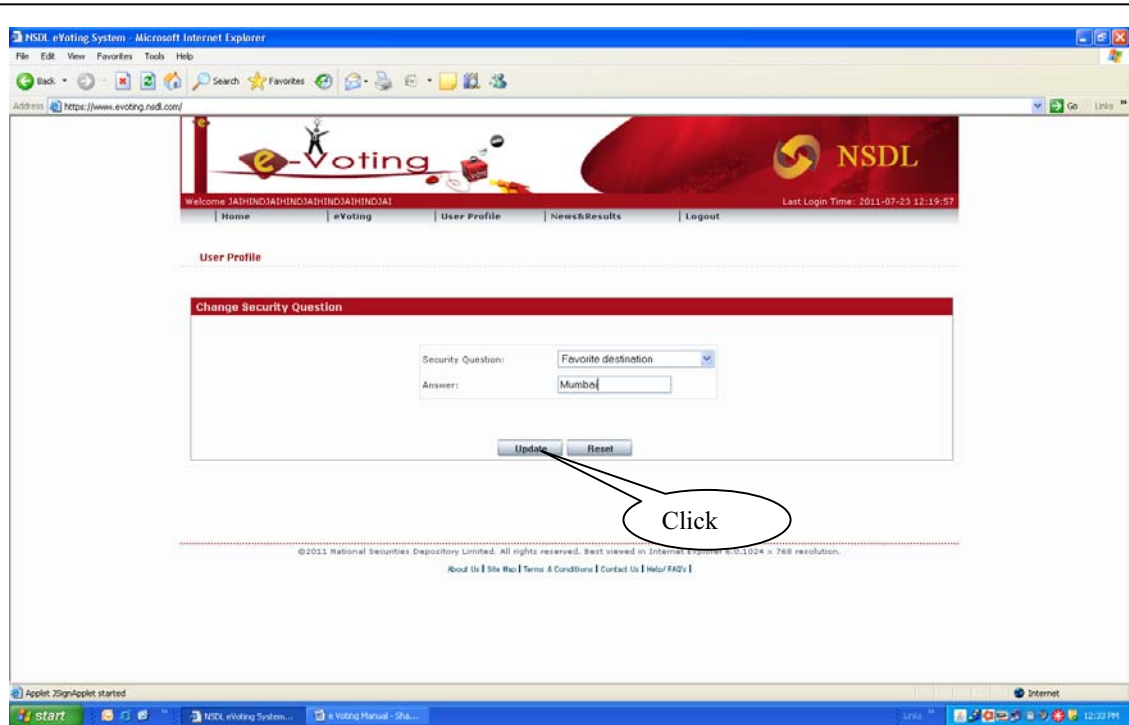 NSDL eVoting System - Microsoft Internet Explorer
File Edit View Favorites Tools Help
Back Search Favorites
Address https://www.evoting.nsdl.com/ Go Links »
e-Voting VOTE NSDL
Welcome JAIHINDJAIHINDJAIHINDJAIHINDJAI Last Login Time: 2011-07-23 12:19:57
| Home | eVoting | User Profile | News&Results | Logout
User Profile
Change Security Question
Security Question: Favorite destination
Answer: Mumbai
Update Reset
Click
©2011 National Securities Depository Limited. All rights reserved. Best viewed in Internet Explorer 6.0.1024 x 768 resolution.
About Us | Site Map | Terms & Conditions | Contact Us | Help/ FAQ's |
Applet JSignApplet started Internet
start » NSDL eVoting System... e Voting Manual - Sha... Links » 12:33 PM